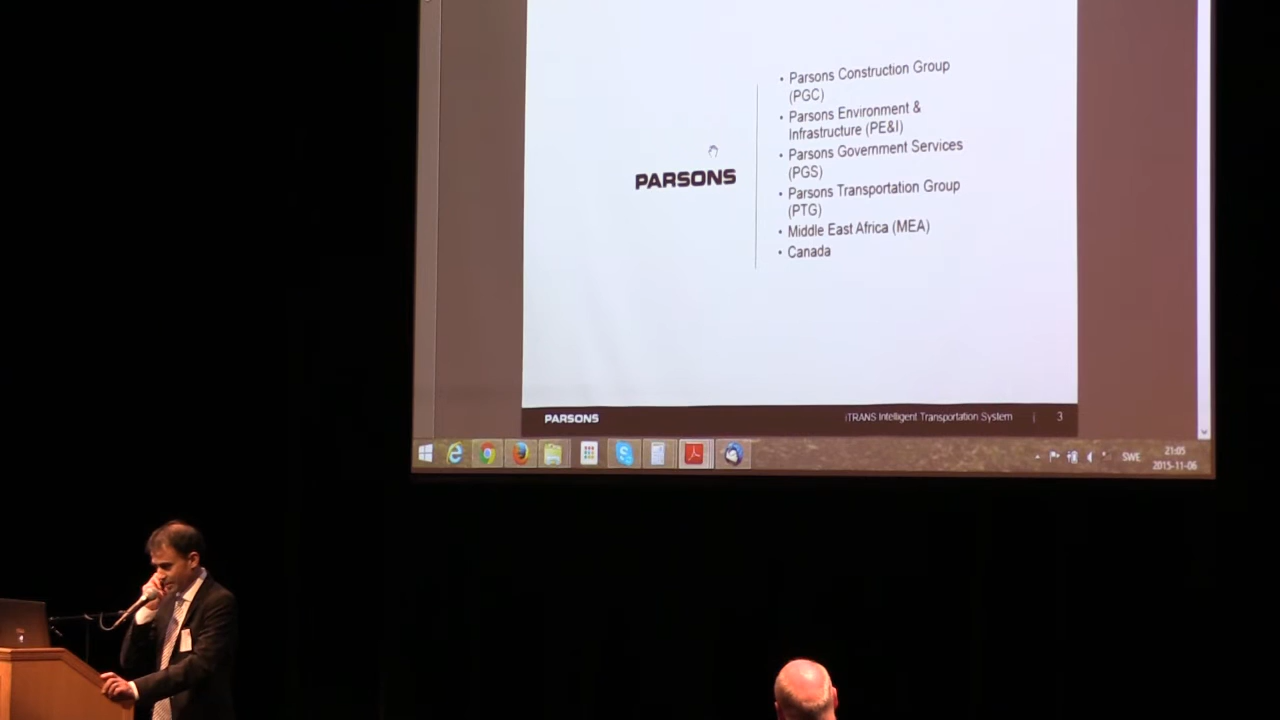 • Parsons Construction Group
(PGC)
• Parsons Environment &
Infrastructure (PE&I)
• Parsons Government Services
(PGS)
• Parsons Transportation Group
(PTG)
• Middle East Africa (MEA)
• Canada
PARSONS
PARSONS
iTRANS Intelligent Transportation System | 3
SWE
21:05
2015-11-06